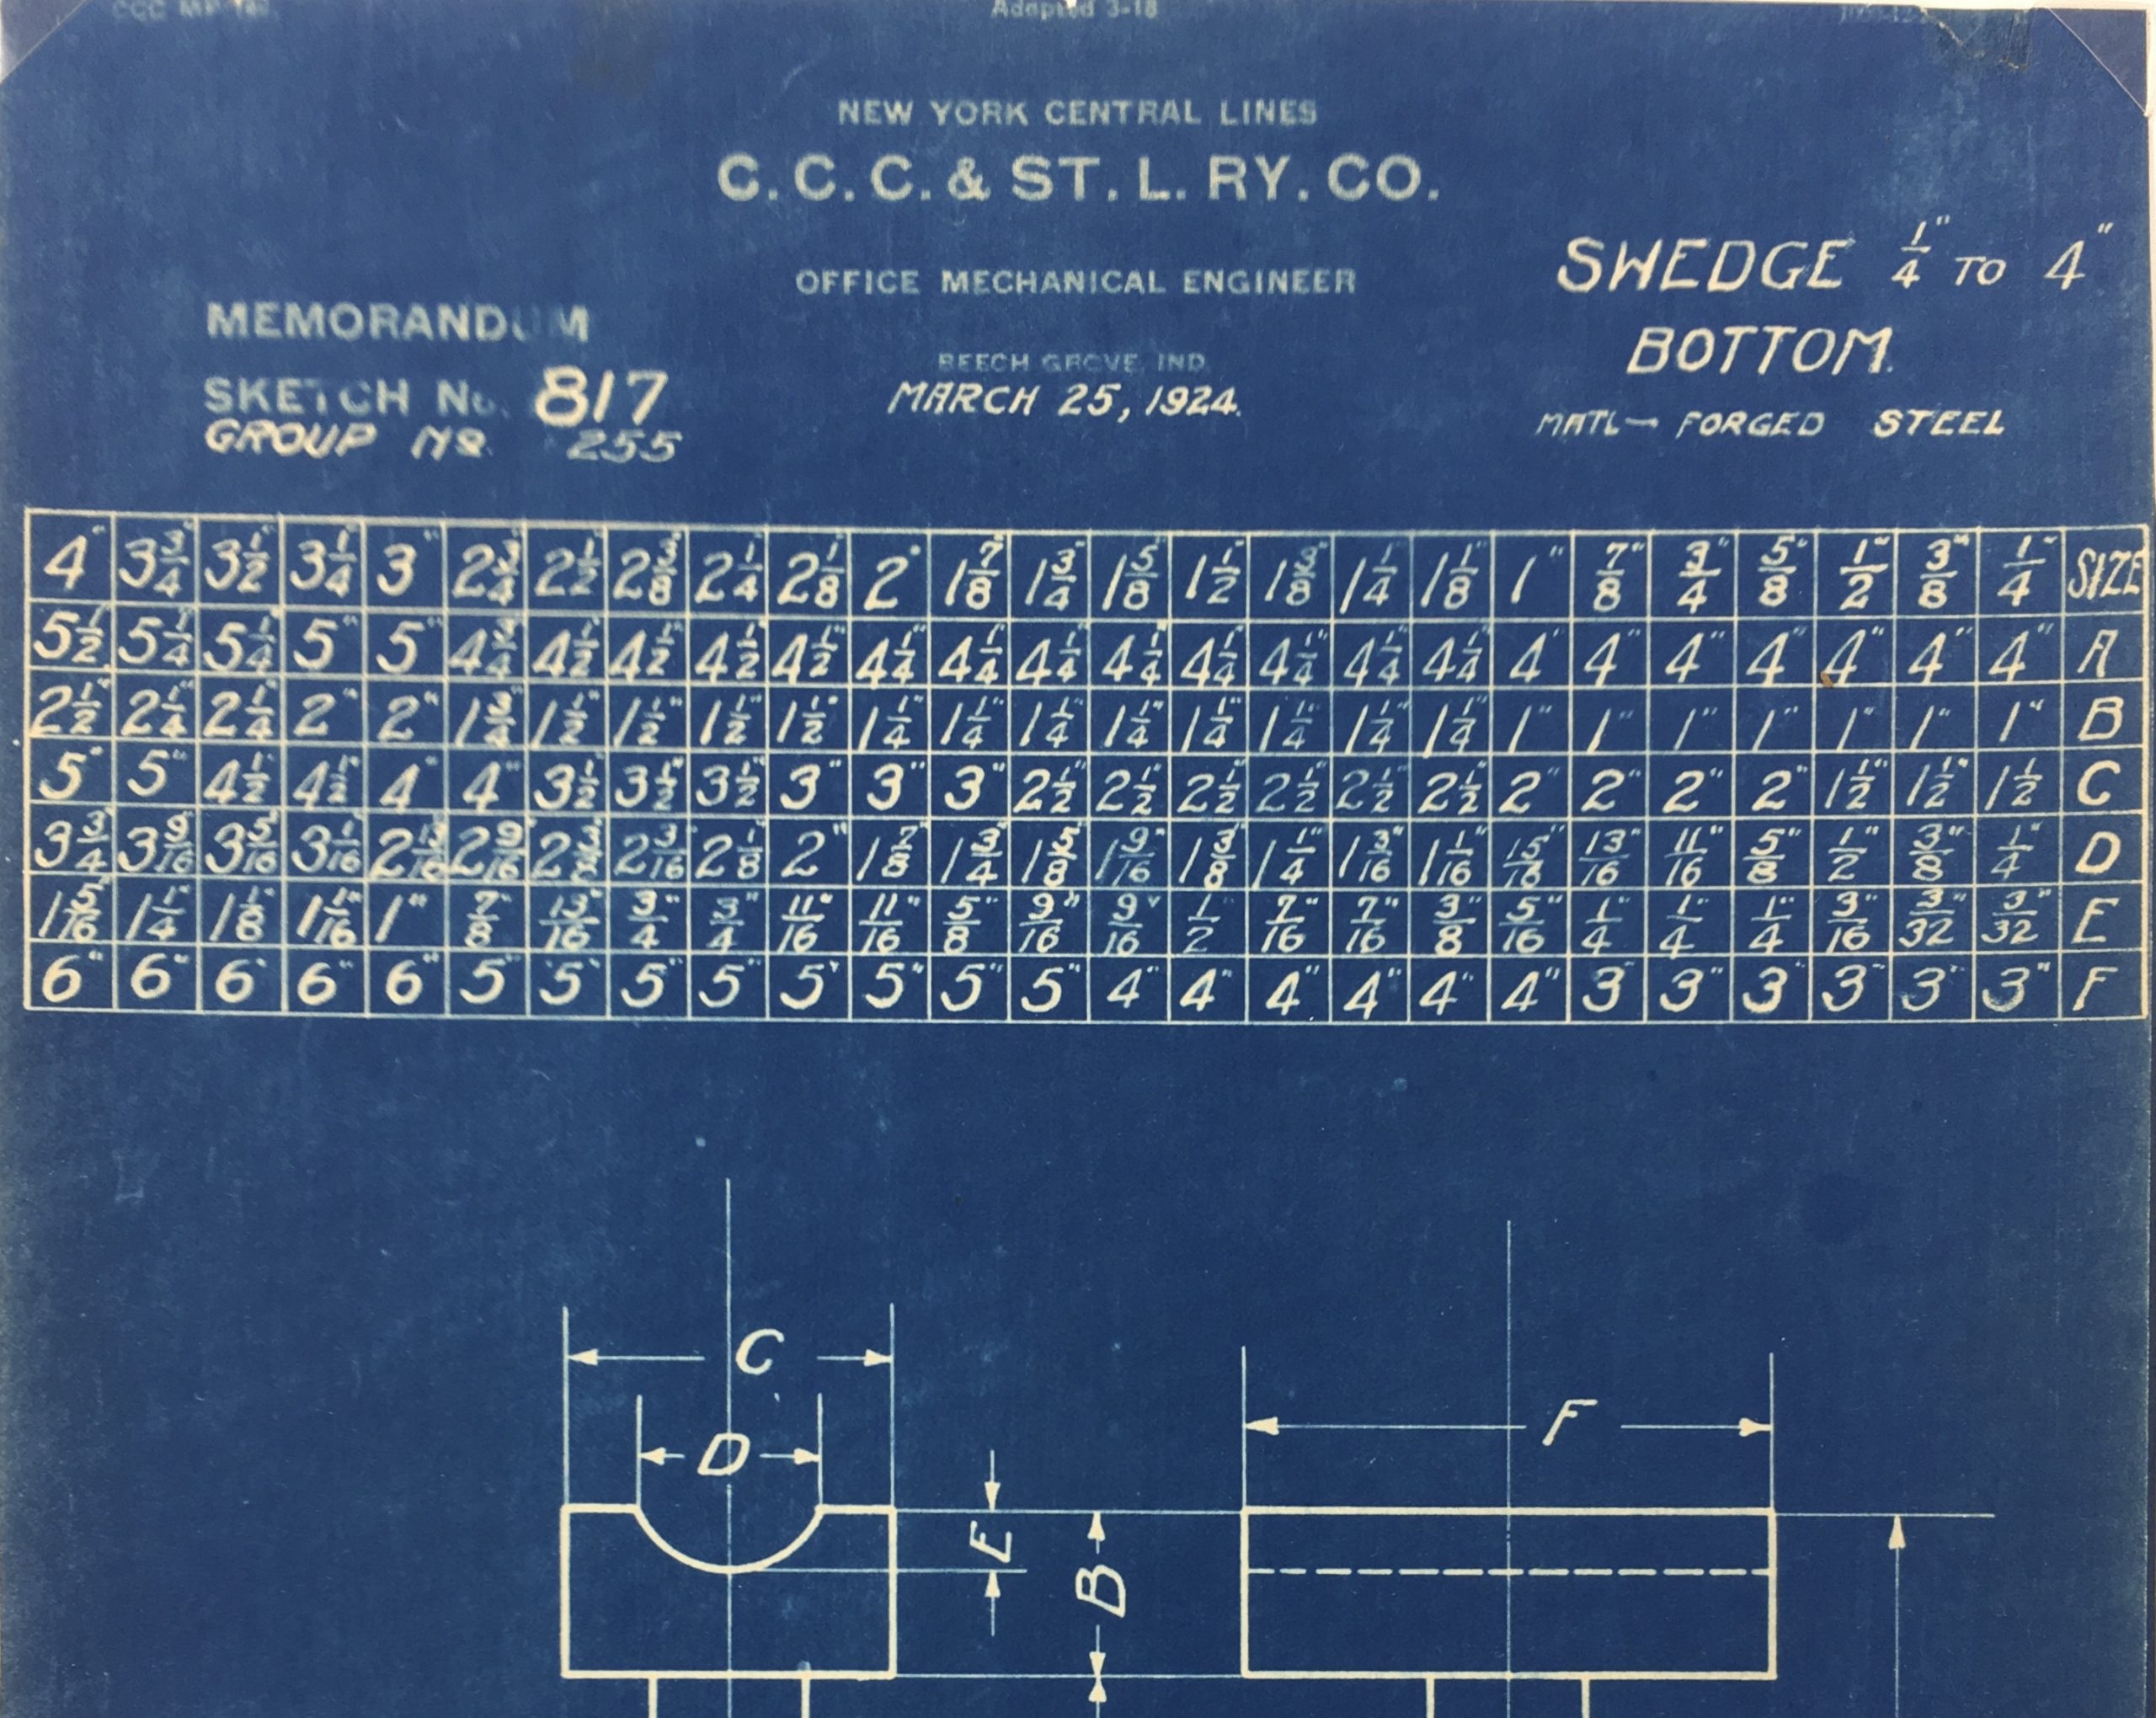 CCC MP
Adapted 3-18
NEW YORK CENTRAL LINES
C. C. C. & ST. L. RY. CO.
OFFICE MECHANICAL ENGINEER
BEECH GROVE, IND.
MARCH 25, 1924.
MEMORANDUM
SKETCH No. 817
GROUP No. 255
SWEDGE 1/4" TO 4"
BOTTOM.
MATL— FORGED STEEL
4" 3 3/4" 3 1/2" 3 1/4" 3" 2 3/4" 2 1/2" 2 3/8" 2 1/4" 2 1/8" 2" 1 7/8" 1 3/4" 1 5/8" 1 1/2" 1 3/8" 1 1/4" 1 1/8" 1" 7/8" 3/4" 5/8" 1/2" 3/8" 1/4" SIZE
5 1/2" 5 1/4" 5 1/4" 5" 5" 4 3/4" 4 1/2" 4 1/2" 4 1/2" 4 1/2" 4 1/4" 4 1/4" 4 1/4" 4 1/4" 4 1/4" 4 1/4" 4 1/4" 4 1/4" 4" 4" 4" 4" 4" 4" 4" A
2 1/2" 2 1/4" 2 1/4" 2" 2" 1 3/4" 1 1/2" 1 1/2" 1 1/2" 1 1/2" 1 1/4" 1 1/4" 1 1/4" 1 1/4" 1 1/4" 1 1/4" 1 1/4" 1 1/4" 1" 1" 1" 1" 1" 1" 1" B
5" 5" 4 1/2" 4 1/2" 4" 4" 3 1/2" 3 1/2" 3 1/2" 3" 3" 3" 2 1/2" 2 1/2" 2 1/2" 2 1/2" 2 1/2" 2 1/2" 2" 2" 2" 2" 1 1/2" 1 1/2" 1 1/2" C
3 3/4" 3 9/16" 3 5/16" 3 1/16" 2 13/16" 2 9/16" 2 3/8" 2 3/16" 2 1/8" 2" 1 7/8" 1 3/4" 1 5/8" 1 9/16" 1 3/8" 1 1/4" 1 3/16" 1 1/16" 15/16" 13/16" 11/16" 5/8" 1/2" 3/8" 1/4" D
1 5/16" 1 1/4" 1 1/8" 1 1/16" 1" 7/8" 13/16" 3/4" 3/4" 11/16" 11/16" 5/8" 9/16" 9/16" 1/2" 7/16" 7/16" 3/8" 5/16" 1/4" 1/4" 1/4" 3/16" 3/32" 3/32" E
6" 6" 6" 6" 6" 5" 5" 5" 5" 5" 5" 5" 5" 4" 4" 4" 4" 4" 4" 3" 3" 3" 3" 3" 3" F
C
D
E
B
F